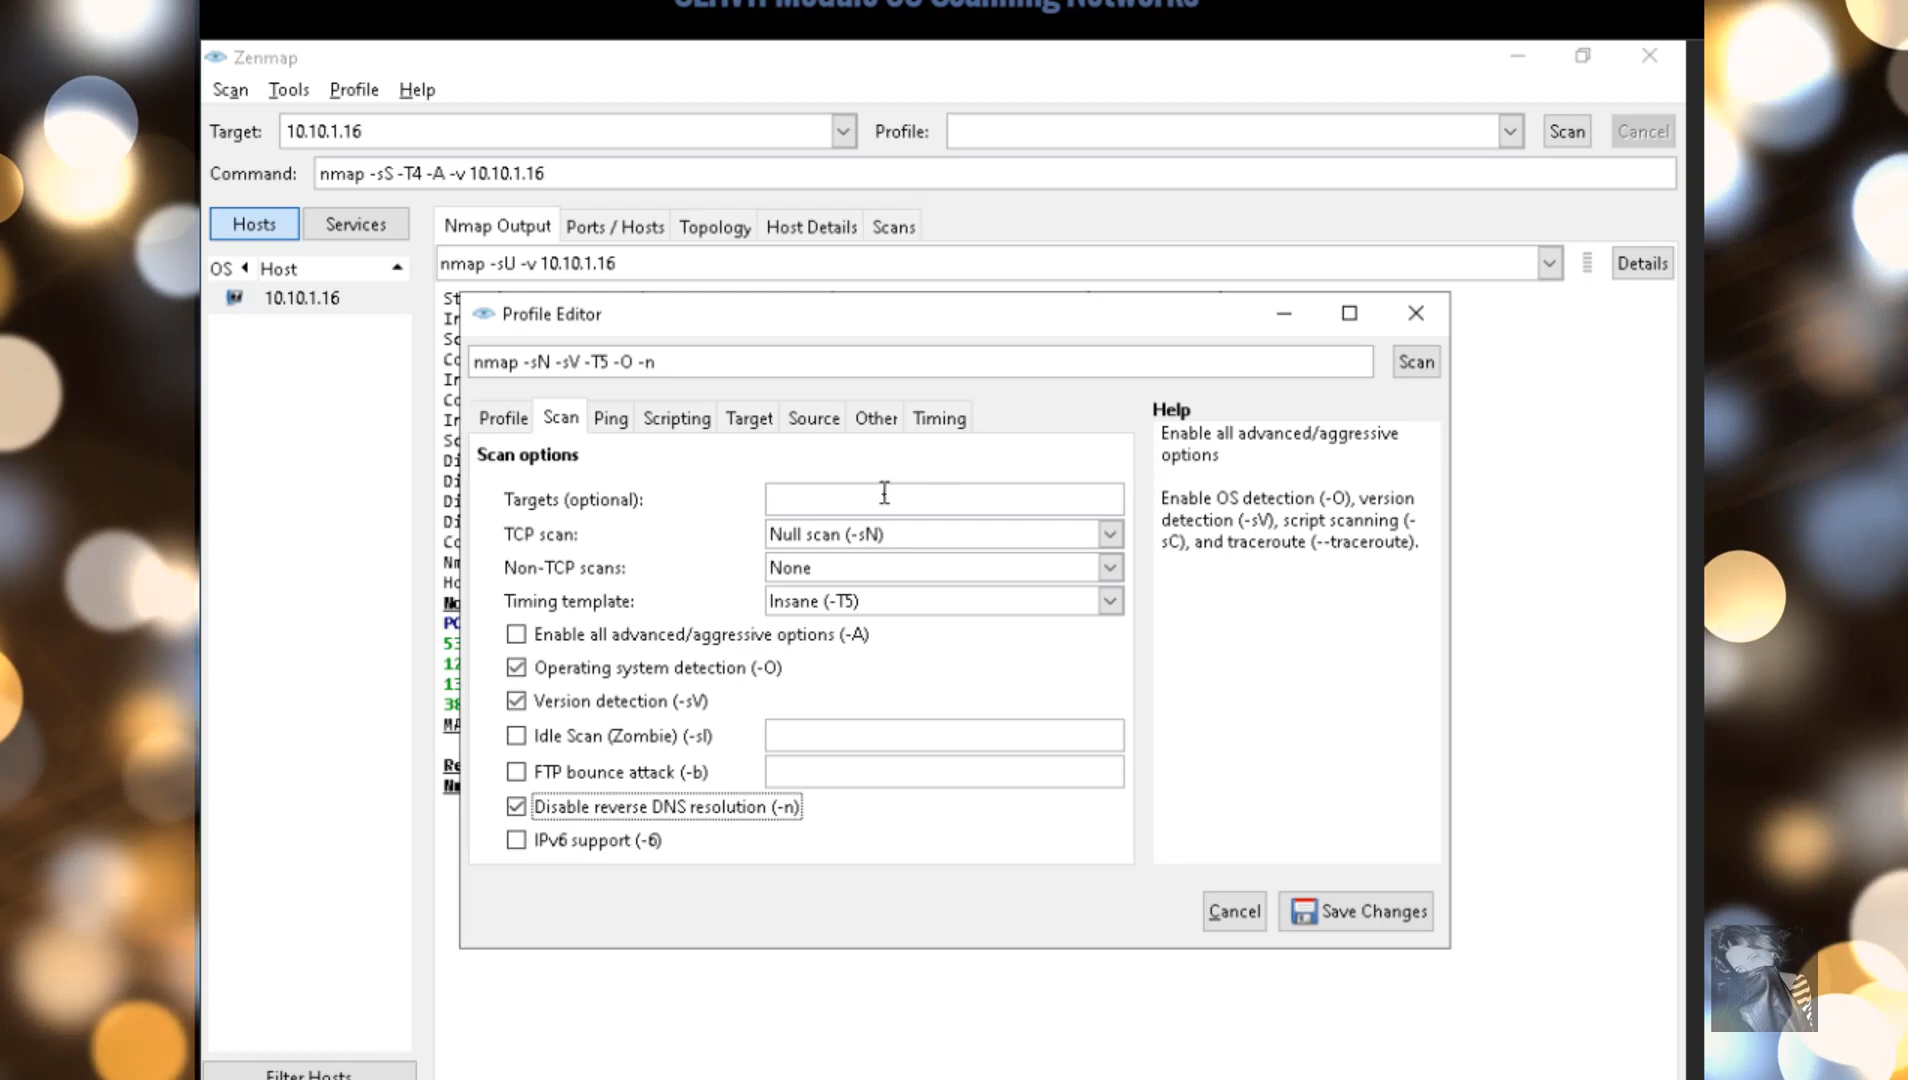 Module 03 Scanning Networks
Zenmap
Scan Tools Profile Help
Target: 10.10.1.16 Profile: Scan Cancel
Command: nmap -sS -T4 -A -v 10.10.1.16
Hosts Services
Nmap Output Ports / Hosts Topology Host Details Scans
OS Host
nmap -sU -v 10.10.1.16 Details
10.10.1.16
Profile Editor
nmap -sN -sV -T5 -O -n Scan
Profile Scan Ping Scripting Target Source Other Timing
Scan options
Targets (optional):
TCP scan: Null scan (-sN)
Non-TCP scans: None
Timing template: Insane (-T5)
Enable all advanced/aggressive options (-A)
Operating system detection (-O)
Version detection (-sV)
Idle Scan (Zombie) (-sI)
FTP bounce attack (-b)
Disable reverse DNS resolution (-n)
IPv6 support (-6)
Help
Enable all advanced/aggressive
options
Enable OS detection (-O), version
detection (-sV), script scanning (-
sC), and traceroute (--traceroute).
Cancel Save Changes
Filter Hosts